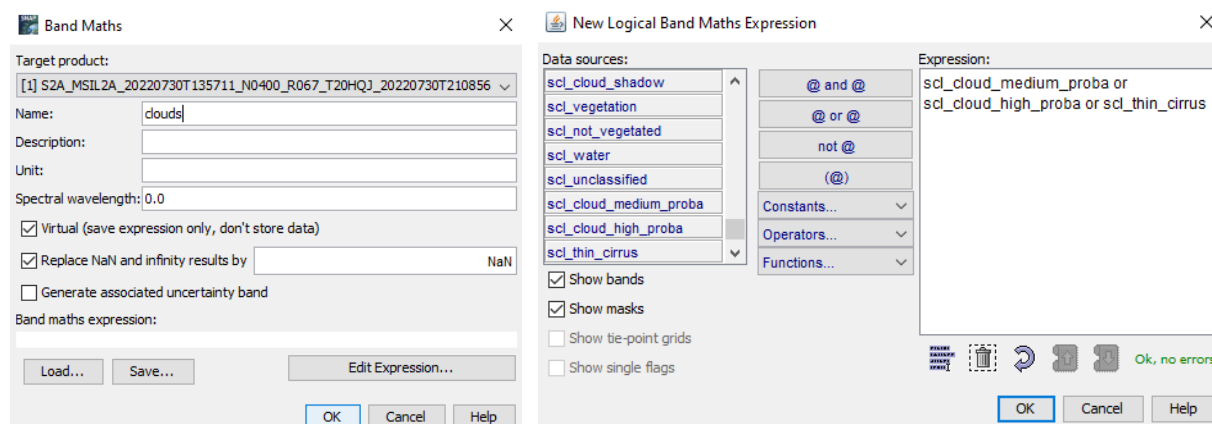 Band Maths
Target product:
[1] S2A_MSIL2A_20220730T135711_N0400_R067_T20HQJ_20220730T210856
Name:
clouds
Description:
Unit:
Spectral wavelength: 0.0
Virtual (save expression only, don't store data)
Replace NaN and infinity results by
NaN
Generate associated uncertainty band
Band maths expression:
Load...
Save...
Edit Expression...
OK
Cancel
Help
New Logical Band Maths Expression
Data sources:
scl_cloud_shadow
scl_vegetation
scl_not_vegetated
scl_water
scl_unclassified
scl_cloud_medium_proba
scl_cloud_high_proba
scl_thin_cirrus
Show bands
Show masks
Show tie-point grids
Show single flags
@ and @
@ or @
not @
(@)
Constants...
Operators...
Functions...
Expression:
scl_cloud_medium_proba or
scl_cloud_high_proba or scl_thin_cirrus
Ok, no errors
OK
Cancel
Help